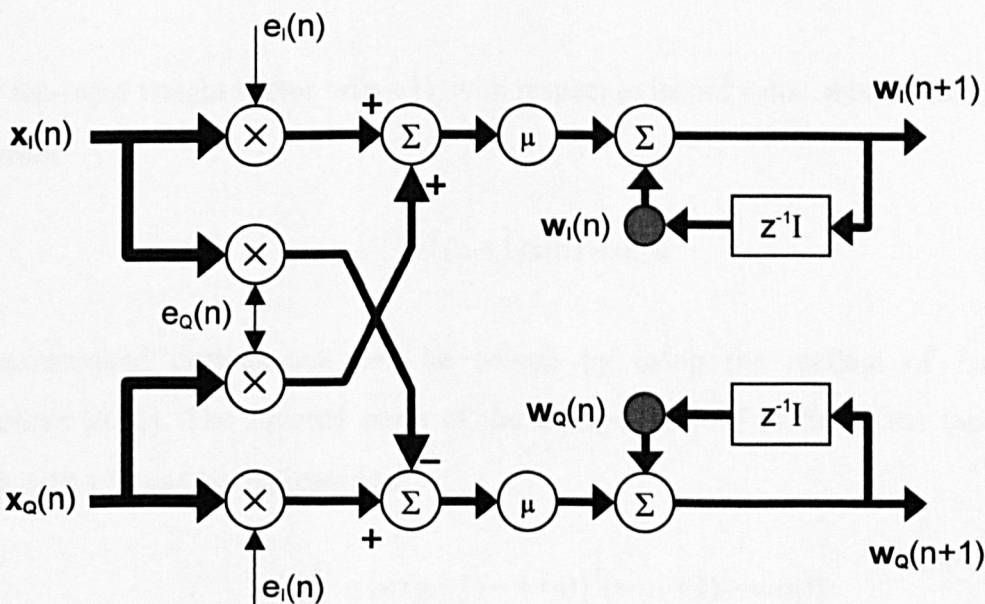 eI(n)
xI(n)
×
+
Σ
μ
Σ
wI(n+1)
+
wI(n)
z⁻¹I
×
eQ(n)
×
wQ(n)
z⁻¹I
xQ(n)
×
+
−
Σ
μ
Σ
wQ(n+1)
eI(n)